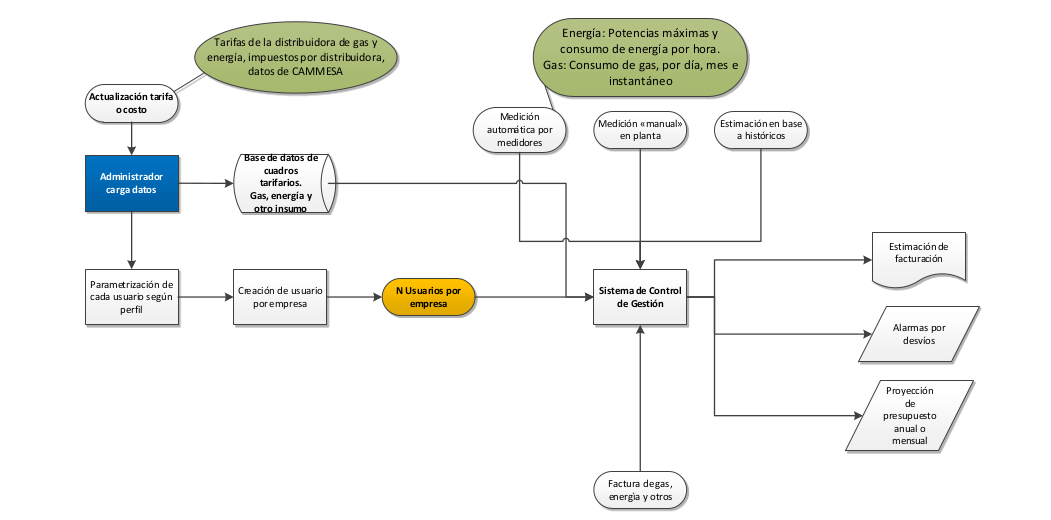 Tarifas de la distribuidora de gas y
energía, impuestos por distribuidora,
datos de CAMMESA
Energía: Potencias máximas y
consumo de energía por hora.
Gas: Consumo de gas, por día, mes e
instantáneo
Actualización tarifa
o costo
Medición
automática por
medidores
Medición «manual»
en planta
Estimación en base
a históricos
Administrador
carga datos
Base de datos de
cuadros
tarifarios.
Gas, energía y
otro insumo
Estimación de
facturación
Parametrización de
cada usuario según
perfil
Creación de usuario
por empresa
N Usuarios por
empresa
Sistema de Control
de Gestión
Alarmas por
desvíos
Proyección
de
presupuesto
anual o
mensual
Factura de gas,
energìa y otros